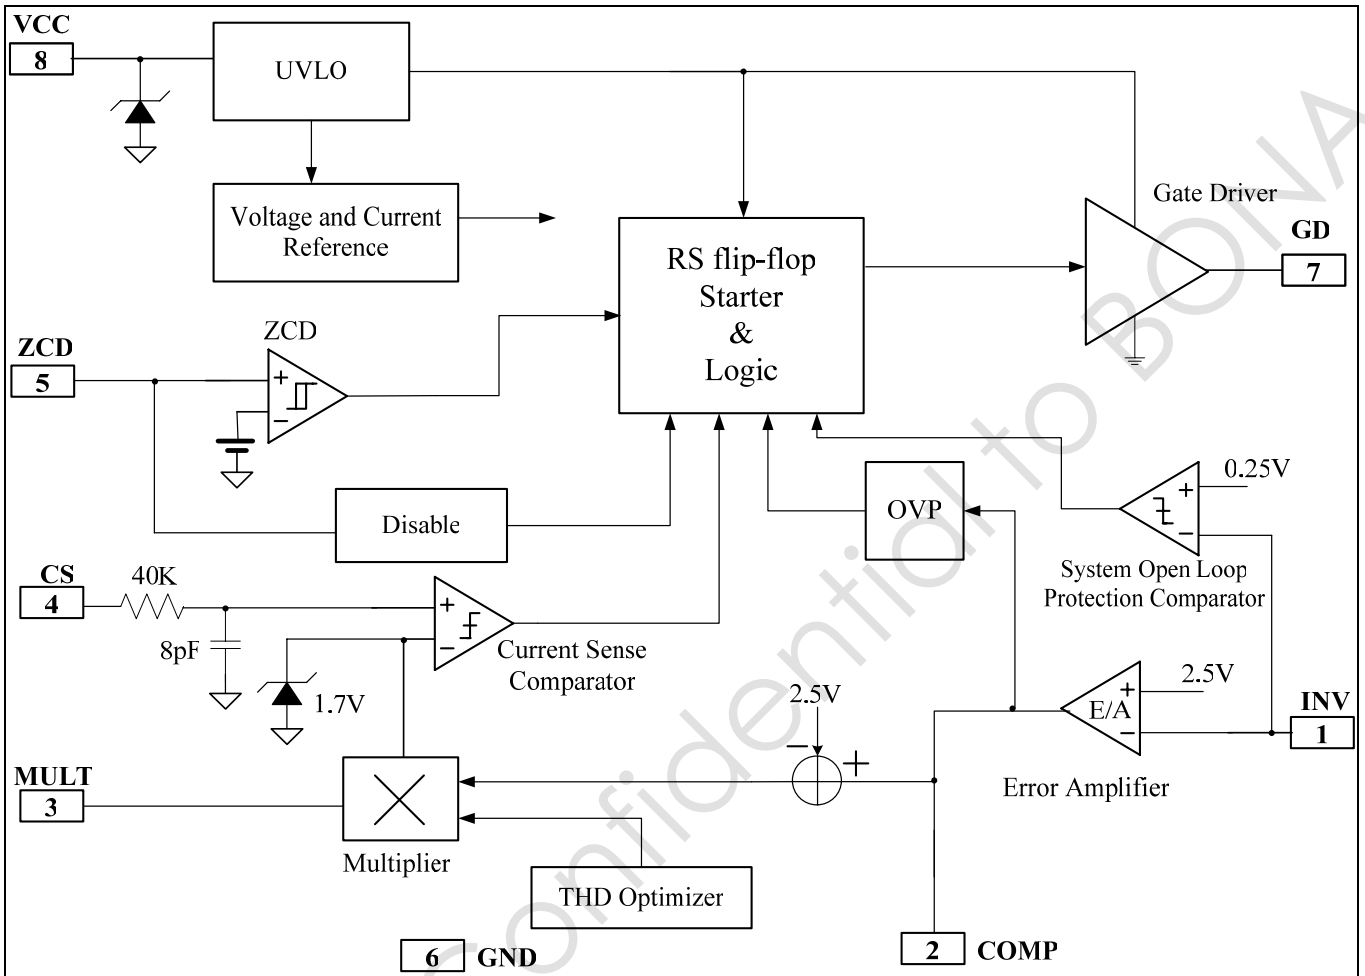 VCC
8
UVLO
Voltage and Current
Reference
Gate Driver
GD
7
RS flip-flop
Starter
&
Logic
ZCD
ZCD
5
+
−
Disable
OVP
0.25V
+
−
System Open Loop
Protection Comparator
CS
4
40K
8pF
+
−
Current Sense
Comparator
1.7V
2.5V
−
+
2.5V
+
E/A
−
INV
1
Error Amplifier
MULT
3
Multiplier
THD Optimizer
6 GND
2 COMP
Confidential to BONA